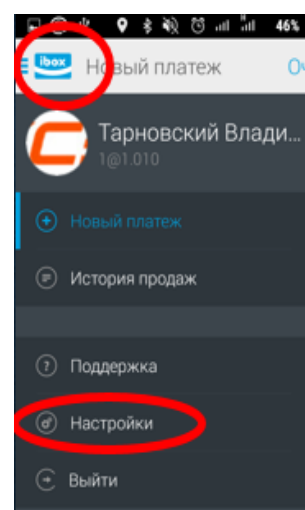 46%
ibox
Новый платеж
Тарновский Влади...
1@1.010
Новый платеж
История продаж
Поддержка
Настройки
Выйти